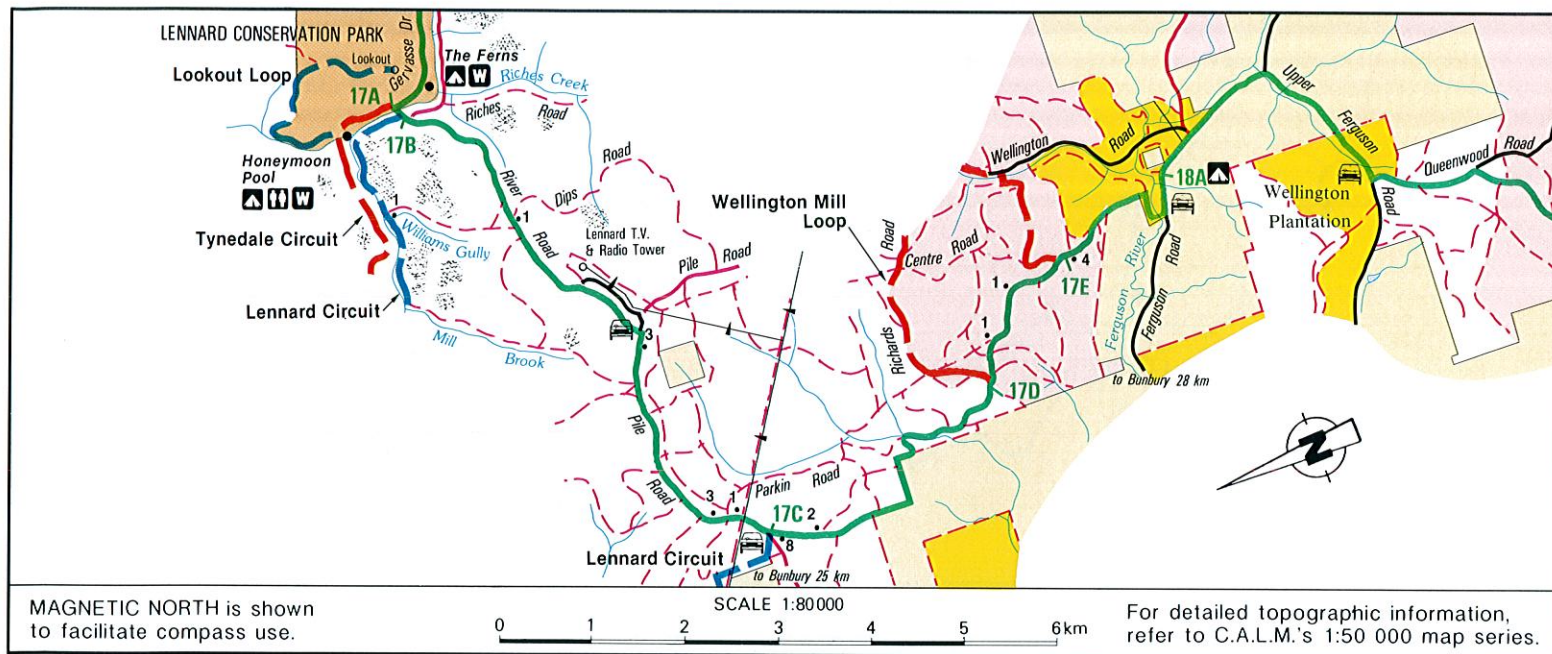 LENNARD CONSERVATION PARK
Lookout
Lookout Loop
Gervasse Dr
The Ferns
W
Riches Creek
17A
Riches Road
17B
Honeymoon
Pool
W
River Road
Dips Road
1
1
Tynedale Circuit
Williams Gully
Lennard T.V.
& Radio Tower
Pile Road
Lennard Circuit
Mill Brook
3
Pile Road
Wellington Mill
Loop
Wellington Road
Upper Ferguson Road
Queenwood Road
18A
Wellington
Plantation
Centre Road
Richards Road
4
17E
1
1
Ferguson River
Ferguson Road
17D
to Bunbury 28 km
N
Parkin Road
3
1
17C
2
8
Lennard Circuit
to Bunbury 25 km
MAGNETIC NORTH is shown
to facilitate compass use.
SCALE 1:80000
0 1 2 3 4 5 6km
For detailed topographic information,
refer to C.A.L.M.'s 1:50 000 map series.